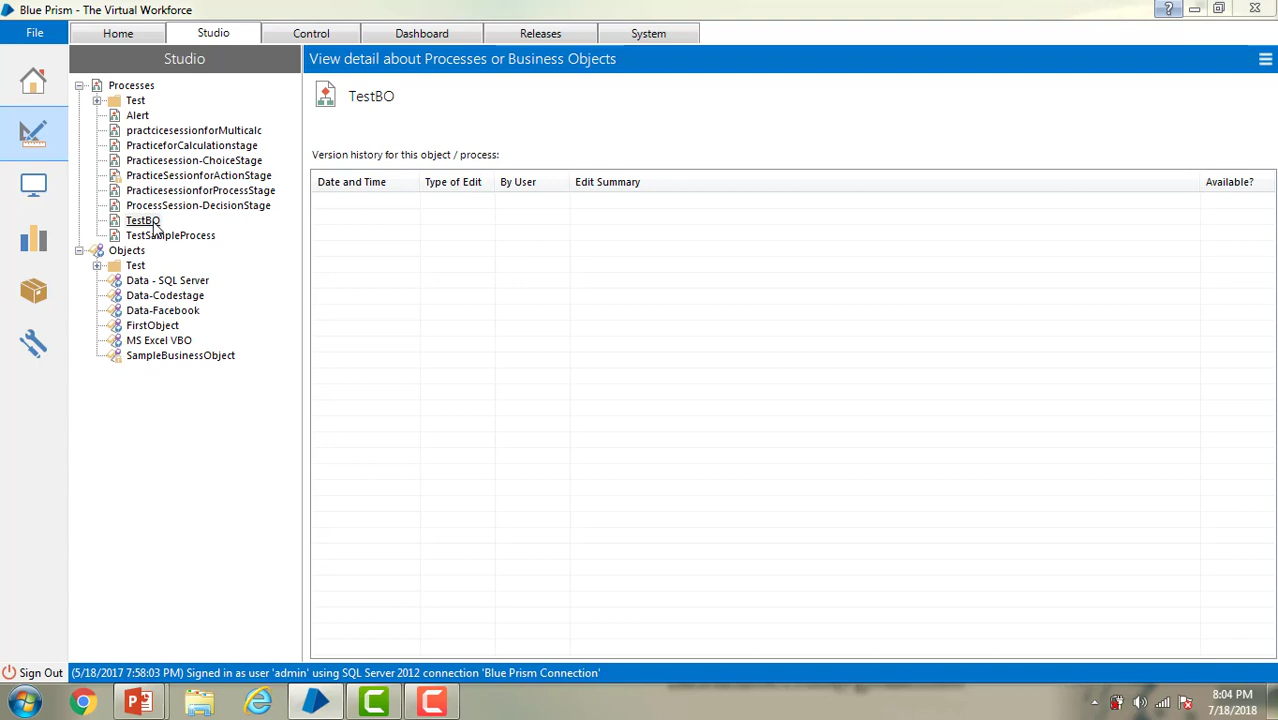 Blue Prism - The Virtual Workforce
?
File
Home
Studio
Control
Dashboard
Releases
System
Studio
View detail about Processes or Business Objects
Processes
Test
Alert
practcicesessionforMulticalc
PracticeforCalculationstage
Practicesession-ChoiceStage
PracticeSessionforActionStage
PracticesessionforProcessStage
ProcessSession-DecisionStage
TestBO
TestSampleProcess
Objects
Test
Data - SQL Server
Data-Codestage
Data-Facebook
FirstObject
MS Excel VBO
SampleBusinessObject
TestBO
Version history for this object / process:
Date and Time
Type of Edit
By User
Edit Summary
Available?
Sign Out
(5/18/2017 7:58:03 PM) Signed in as user 'admin' using SQL Server 2012 connection 'Blue Prism Connection'
8:04 PM
7/18/2018